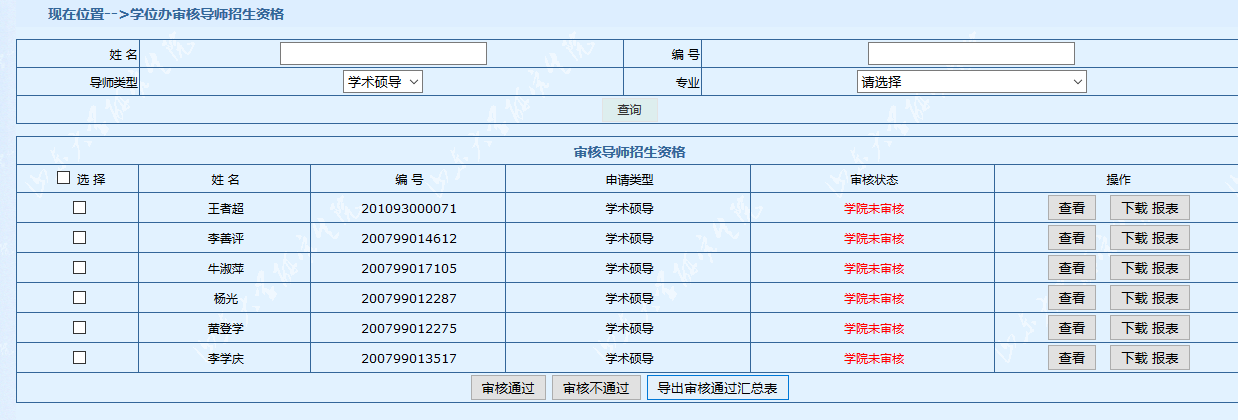 现在位置-->学位办审核导师招生资格
姓 名 编 号
导师类型 学术硕导 专业 请选择
查询
审核导师招生资格
选 择 姓 名 编 号 申请类型 审核状态 操作
王者超 201093000071 学术硕导 学院未审核 查看 下载 报表
李善评 200799014612 学术硕导 学院未审核 查看 下载 报表
牛淑萍 200799017105 学术硕导 学院未审核 查看 下载 报表
杨光 200799012287 学术硕导 学院未审核 查看 下载 报表
黄登学 200799012275 学术硕导 学院未审核 查看 下载 报表
李学庆 200799013517 学术硕导 学院未审核 查看 下载 报表
审核通过 审核不通过 导出审核通过汇总表